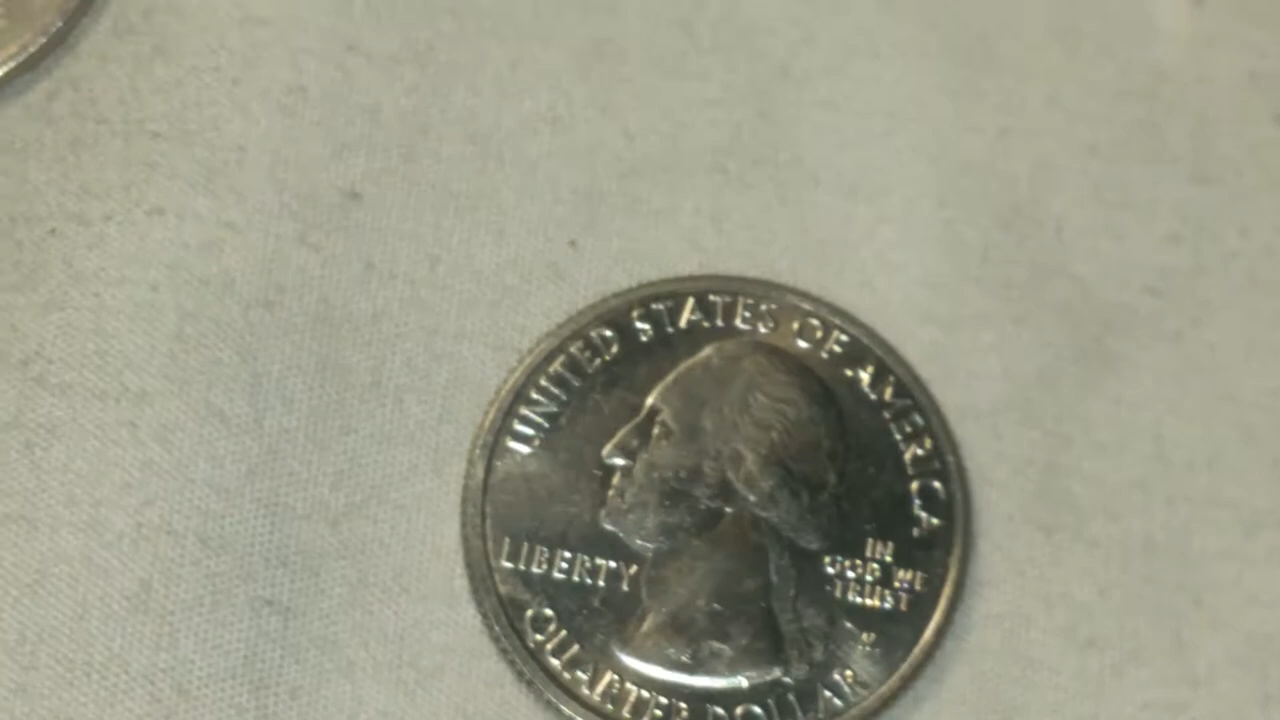 UNITED STATES OF AMERICA
LIBERTY
IN
GOD WE
TRUST
QUARTER DOLLAR